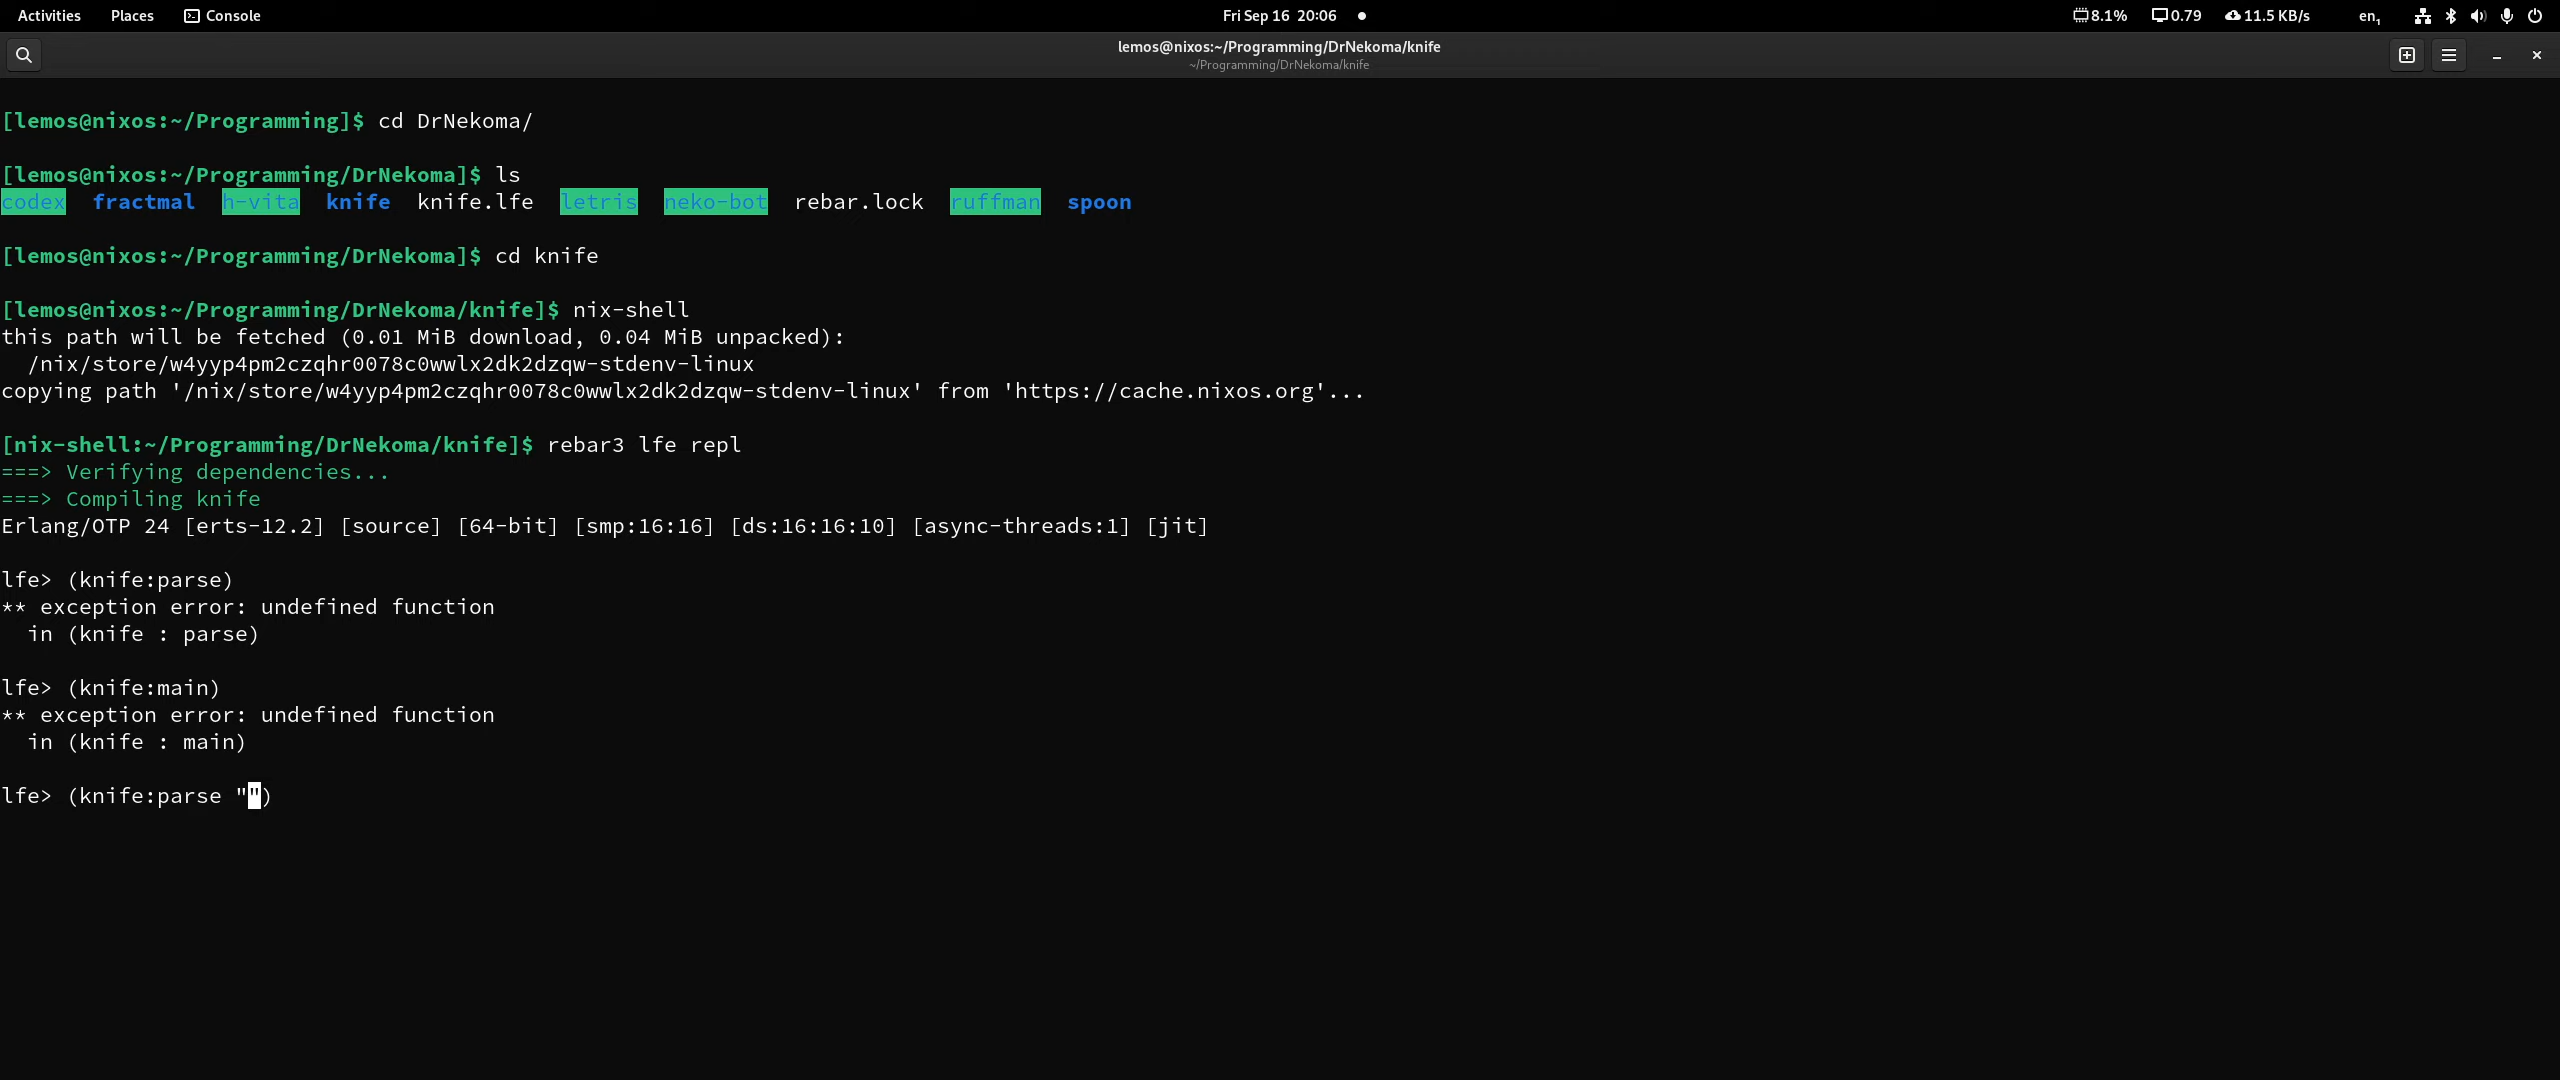 Activities Places Console Fri Sep 16 20:06 8.1% 0.79 11.5 KB/s en1
lemos@nixos:~/Programming/DrNekoma/knife
~/Programming/DrNekoma/knife
[lemos@nixos:~/Programming]$ cd DrNekoma/
[lemos@nixos:~/Programming/DrNekoma]$ ls
codex fractmal h-vita knife knife.lfe letris neko-bot rebar.lock ruffman spoon
[lemos@nixos:~/Programming/DrNekoma]$ cd knife
[lemos@nixos:~/Programming/DrNekoma/knife]$ nix-shell
this path will be fetched (0.01 MiB download, 0.04 MiB unpacked):
/nix/store/w4yyp4pm2czqhr0078c0wwlx2dk2dzqw-stdenv-linux
copying path '/nix/store/w4yyp4pm2czqhr0078c0wwlx2dk2dzqw-stdenv-linux' from 'https://cache.nixos.org'...
[nix-shell:~/Programming/DrNekoma/knife]$ rebar3 lfe repl
===> Verifying dependencies...
===> Compiling knife
Erlang/OTP 24 [erts-12.2] [source] [64-bit] [smp:16:16] [ds:16:16:10] [async-threads:1] [jit]
lfe> (knife:parse)
** exception error: undefined function
in (knife : parse)
lfe> (knife:main)
** exception error: undefined function
in (knife : main)
lfe> (knife:parse "")